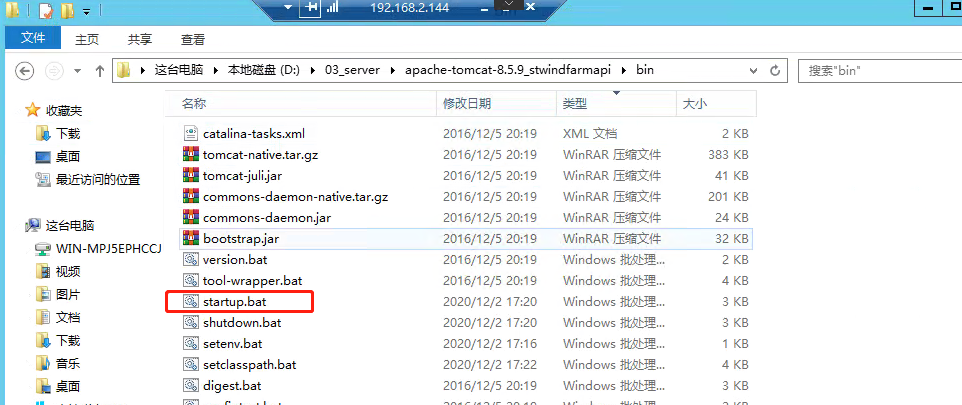 192.168.2.144
文件 主页 共享 查看
这台电脑 本地磁盘 (D:) 03_server apache-tomcat-8.5.9_stwindfarmapi bin 搜索"bin"
名称 修改日期 类型 大小
收藏夹
下载
桌面
最近访问的位置
这台电脑
WIN-MPJ5EPHCCJ
视频
图片
文档
下载
音乐
桌面
catalina-tasks.xml 2016/12/5 20:19 XML 文档 2 KB
tomcat-native.tar.gz 2016/12/5 20:19 WinRAR 压缩文件 383 KB
tomcat-juli.jar 2016/12/5 20:19 WinRAR 压缩文件 41 KB
commons-daemon-native.tar.gz 2016/12/5 20:19 WinRAR 压缩文件 203 KB
commons-daemon.jar 2016/12/5 20:19 WinRAR 压缩文件 24 KB
bootstrap.jar 2016/12/5 20:19 WinRAR 压缩文件 32 KB
version.bat 2016/12/5 20:19 Windows 批处理... 2 KB
tool-wrapper.bat 2016/12/5 20:19 Windows 批处理... 4 KB
startup.bat 2020/12/2 17:20 Windows 批处理... 3 KB
shutdown.bat 2020/12/2 17:20 Windows 批处理... 3 KB
setenv.bat 2020/12/2 17:16 Windows 批处理... 1 KB
setclasspath.bat 2020/12/2 17:22 Windows 批处理... 4 KB
digest.bat 2016/12/5 20:19 Windows 批处理... 3 KB